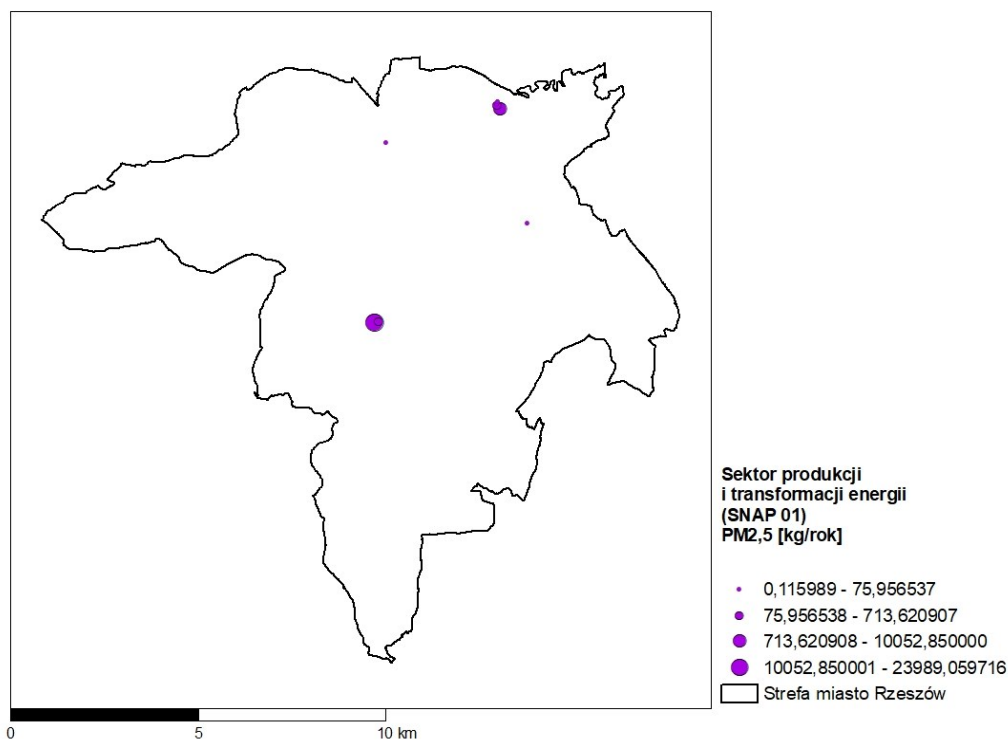 Sektor produkcji
i transformacji energii
(SNAP 01)
PM2,5 [kg/rok]
0,115989 - 75,956537
75,956538 - 713,620907
713,620908 - 10052,850000
10052,850001 - 23989,059716
Strefa miasto Rzeszów
0 5 10 km